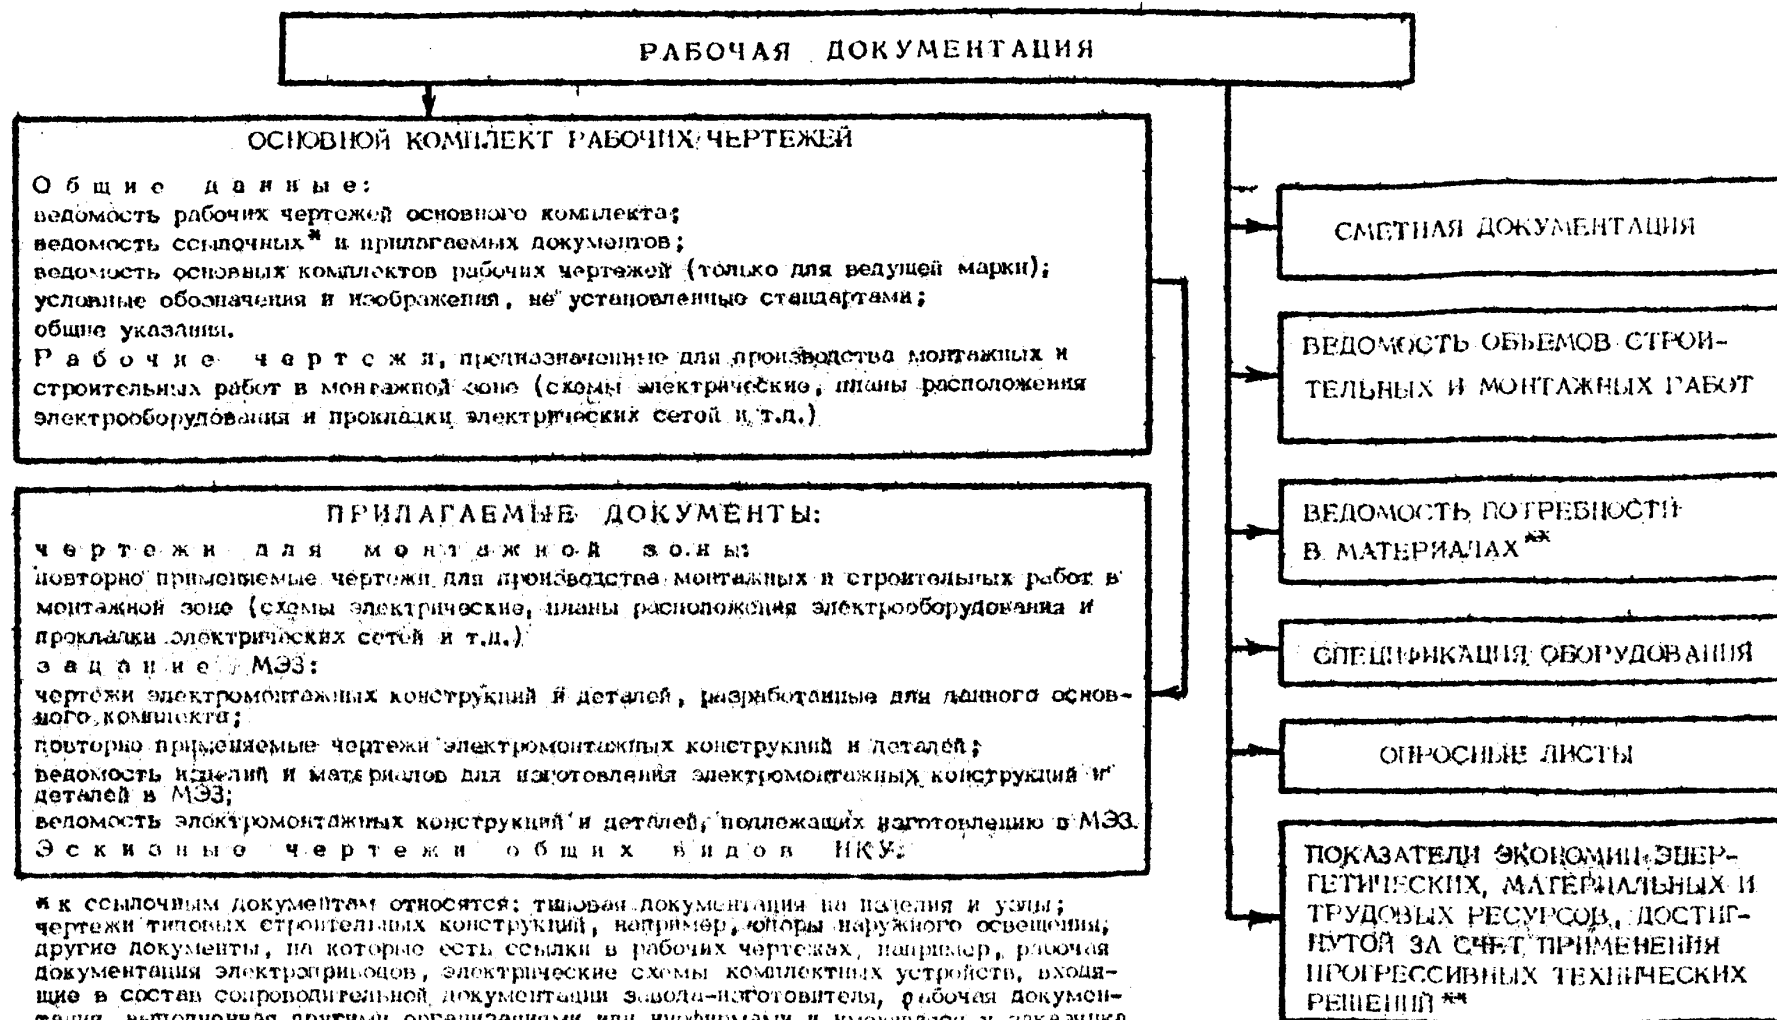 РАБОЧАЯ ДОКУМЕНТАЦИЯ
ОСНОВНОЙ КОМПЛЕКТ РАБОЧИХ ЧЕРТЕЖЕЙ
Общие данные:
ведомость рабочих чертежей основного комплекта;
ведомость ссылочных* и прилагаемых документов;
ведомость основных комплектов рабочих чертежей (только для ведущей марки);
условные обозначения и изображения, не установленные стандартами;
общие указания.
Рабочие чертежи, предназначенные для производства монтажных и
строительных работ в монтажной зоне (схемы электрические, планы расположения
электрооборудования и прокладки электрических сетей и т.д.)
ПРИЛАГАЕМЫЕ ДОКУМЕНТЫ:
чертежи для монтажной зоны:
повторно применяемые чертежи для производства монтажных и строительных работ в
монтажной зоне (схемы электрические, планы расположения электрооборудования и
прокладки электрических сетей и т.д.)
задание МЭЗ:
чертежи электромонтажных конструкций и деталей, разработанные для данного основ-
ного комплекта;
повторно применяемые чертежи электромонтажных конструкций и деталей;
ведомость изделий и материалов для изготовления электромонтажных конструкций и
деталей в МЭЗ;
ведомость электромонтажных конструкций и деталей, подлежащих изготовлению в МЭЗ.
Эскизные чертежи общих видов НКУ.
* к ссылочным документам относятся: типовая документация на изделия и узлы;
чертежи типовых строительных конструкций, например, опоры наружного освещения;
другие документы, на которые есть ссылки в рабочих чертежах, например, рабочая
документация электроприводов, электрические схемы комплектных устройств, входя-
щие в состав сопроводительной документации завода-изготовителя, рабочая докумен-
тация, выполненная другими организациями или
СМЕТНАЯ ДОКУМЕНТАЦИЯ
ВЕДОМОСТЬ ОБЪЕМОВ СТРОИ-
ТЕЛЬНЫХ И МОНТАЖНЫХ РАБОТ
ВЕДОМОСТЬ ПОТРЕБНОСТИ
В МАТЕРИАЛАХ**
СПЕЦИФИКАЦИЯ ОБОРУДОВАНИЯ
ОПРОСНЫЕ ЛИСТЫ
ПОКАЗАТЕЛИ ЭКОНОМИИ ЭНЕР-
ГЕТИЧЕСКИХ, МАТЕРИАЛЬНЫХ И
ТРУДОВЫХ РЕСУРСОВ, ДОСТИГ-
НУТОЙ ЗА СЧЕТ ПРИМЕНЕНИЯ
ПРОГРЕССИВНЫХ ТЕХНИЧЕСКИХ
РЕШЕНИЙ**